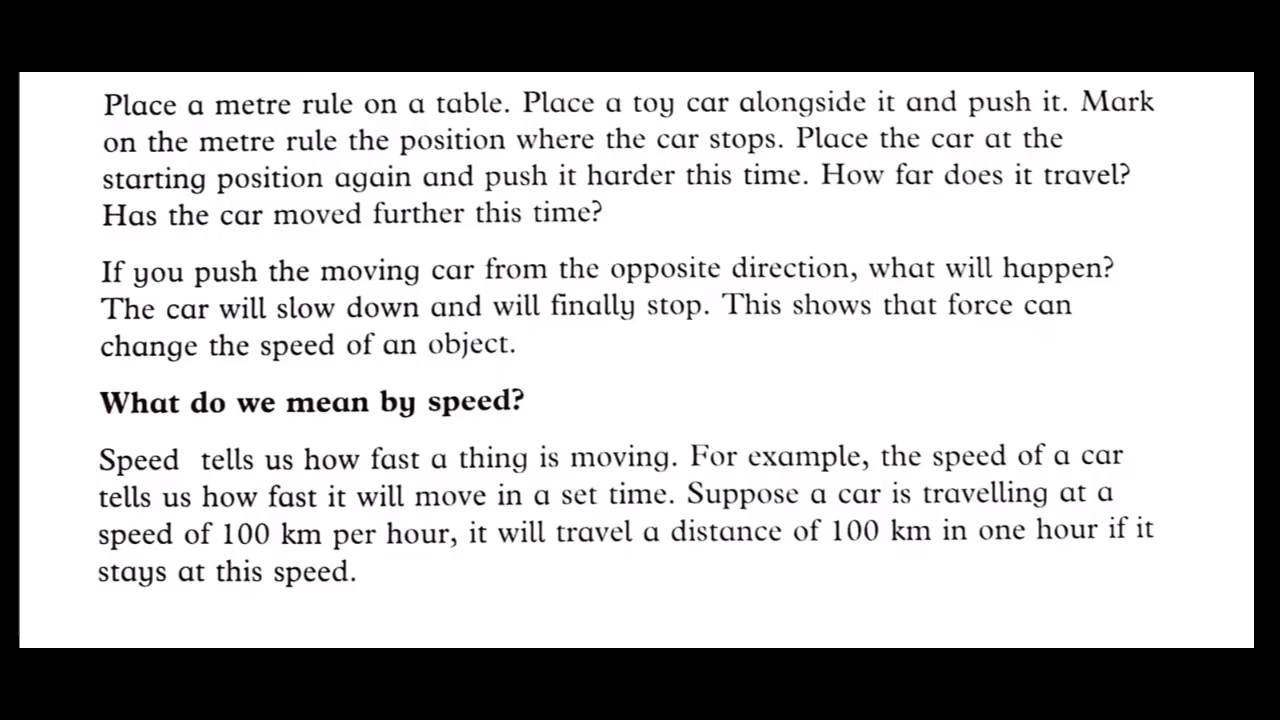 Place a metre rule on a table. Place a toy car alongside it and push it. Mark
on the metre rule the position where the car stops. Place the car at the
starting position again and push it harder this time. How far does it travel?
Has the car moved further this time?
If you push the moving car from the opposite direction, what will happen?
The car will slow down and will finally stop. This shows that force can
change the speed of an object.
What do we mean by speed?
Speed tells us how fast a thing is moving. For example, the speed of a car
tells us how fast it will move in a set time. Suppose a car is travelling at a
speed of 100 km per hour, it will travel a distance of 100 km in one hour if it
stays at this speed.